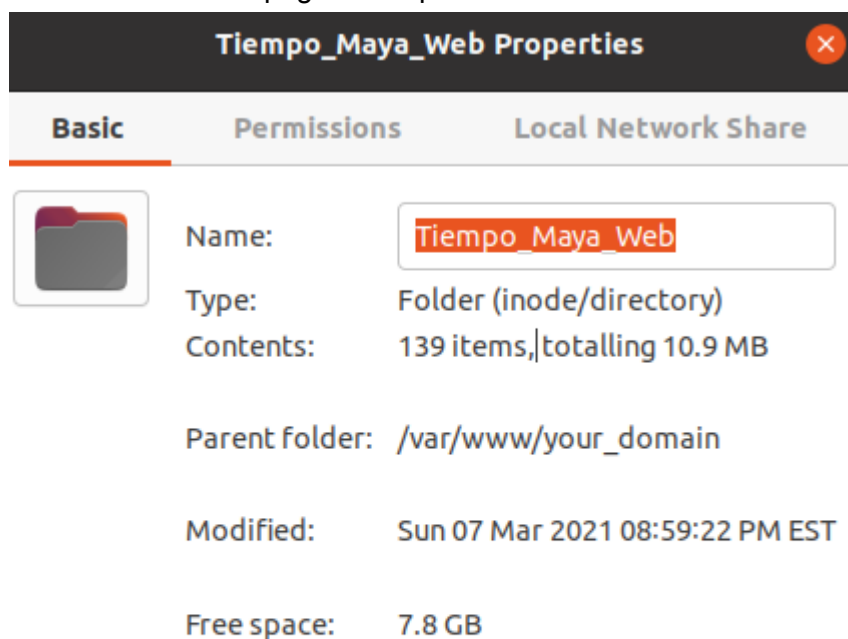 Tiempo_Maya_Web Properties
Basic Permissions Local Network Share
Name: Tiempo_Maya_Web
Type: Folder (inode/directory)
Contents: 139 items, totalling 10.9 MB
Parent folder: /var/www/your_domain
Modified: Sun 07 Mar 2021 08:59:22 PM EST
Free space: 7.8 GB